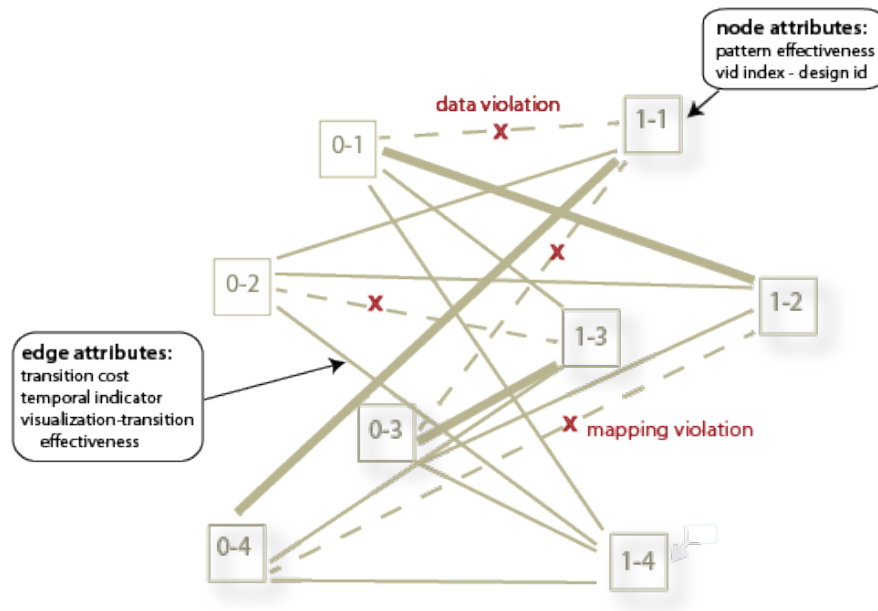 node attributes:
pattern effectiveness
vid index - design id
data violation
x
1-1
0-1
x
0-2
1-2
x
1-3
edge attributes:
transition cost
temporal indicator
visualization-transition
effectiveness
0-3
x mapping violation
0-4
1-4